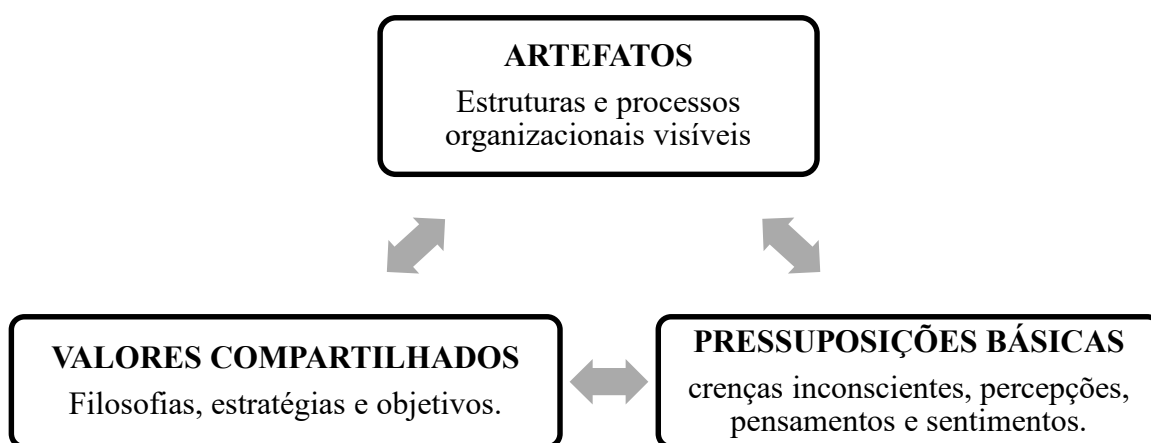 ARTEFATOS
Estruturas e processos
organizacionais visíveis
VALORES COMPARTILHADOS
Filosofias, estratégias e objetivos.
PRESSUPOSIÇÕES BÁSICAS
crenças inconscientes, percepções,
pensamentos e sentimentos.